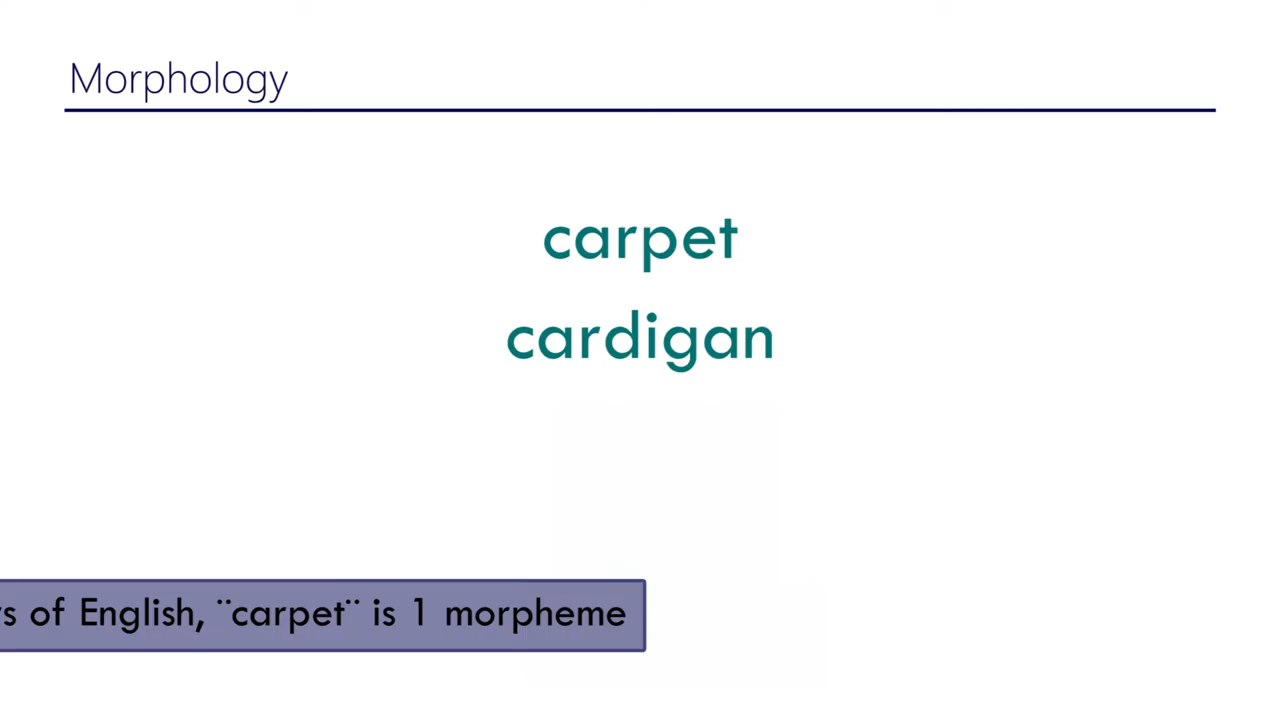 Morphology
carpet
cardigan
of English, ¨carpet¨ is 1 morpheme